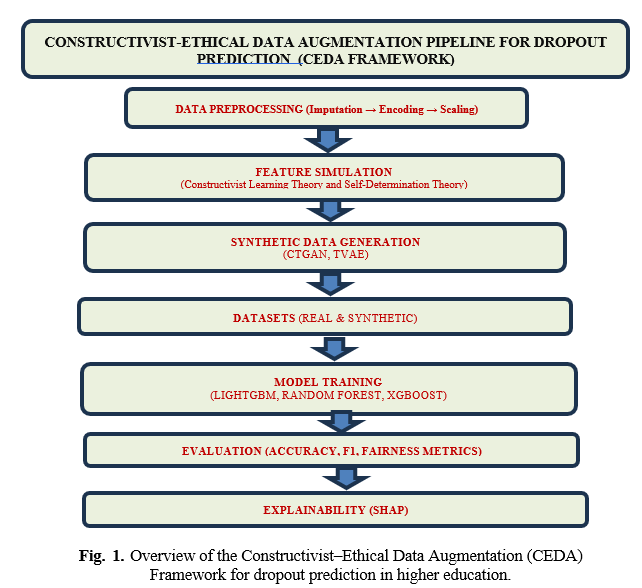 CONSTRUCTIVIST-ETHICAL DATA AUGMENTATION PIPELINE FOR DROPOUT
PREDICTION (CEDA FRAMEWORK)
DATA PREPROCESSING (Imputation → Encoding → Scaling)
FEATURE SIMULATION
(Constructivist Learning Theory and Self-Determination Theory)
SYNTHETIC DATA GENERATION
(CTGAN, TVAE)
DATASETS (REAL & SYNTHETIC)
MODEL TRAINING
(LIGHTGBM, RANDOM FOREST, XGBOOST)
EVALUATION (ACCURACY, F1, FAIRNESS METRICS)
EXPLAINABILITY (SHAP)
Fig. 1. Overview of the Constructivist–Ethical Data Augmentation (CEDA)
Framework for dropout prediction in higher education.